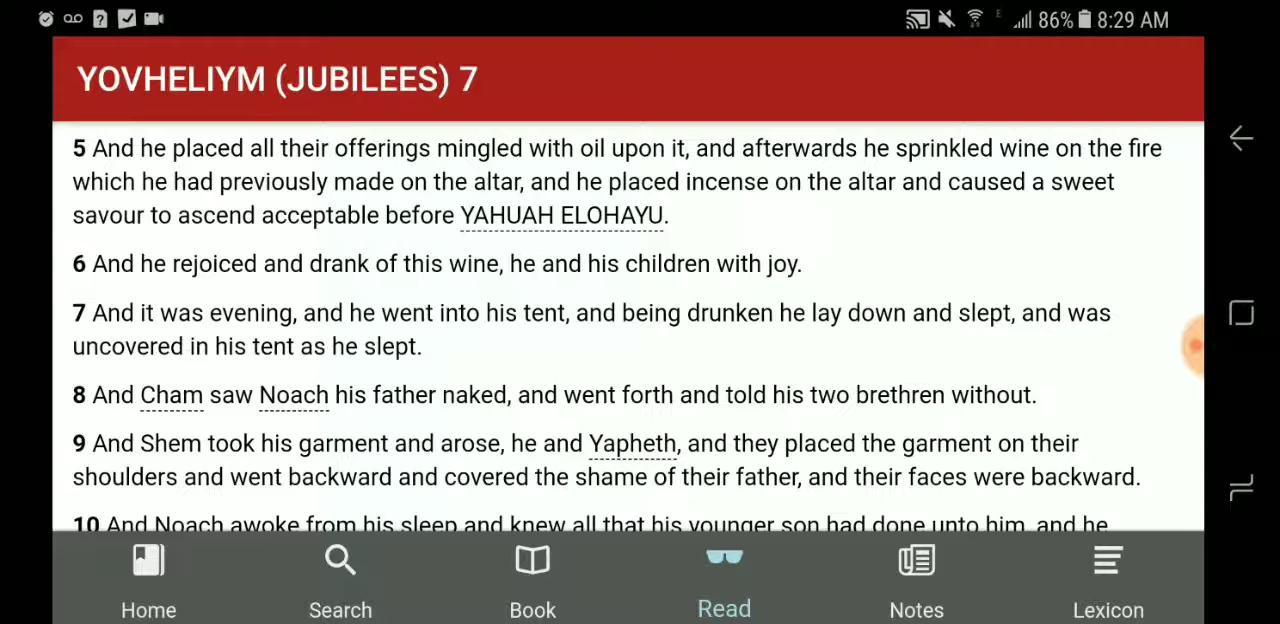 86% 8:29 AM
YOVHELIYM (JUBILEES) 7
5 And he placed all their offerings mingled with oil upon it, and afterwards he sprinkled wine on the fire
which he had previously made on the altar, and he placed incense on the altar and caused a sweet
savour to ascend acceptable before YAHUAH ELOHAYU.
6 And he rejoiced and drank of this wine, he and his children with joy.
7 And it was evening, and he went into his tent, and being drunken he lay down and slept, and was
uncovered in his tent as he slept.
8 And Cham saw Noach his father naked, and went forth and told his two brethren without.
9 And Shem took his garment and arose, he and Yapheth, and they placed the garment on their
shoulders and went backward and covered the shame of their father, and their faces were backward.
10 And Noach awoke from his sleep and knew all that his younger son had done unto him, and he
Home Search Book Read Notes Lexicon